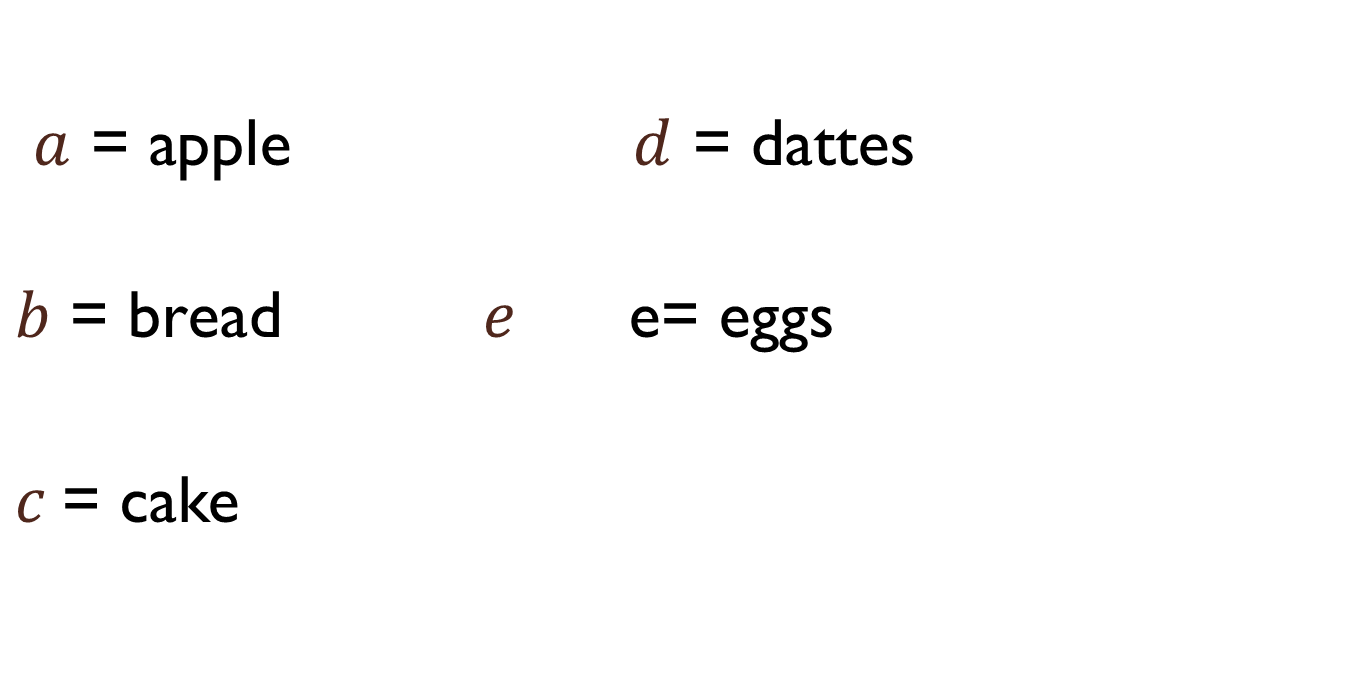 a = apple d = dattes
b = bread e e= eggs
c = cake